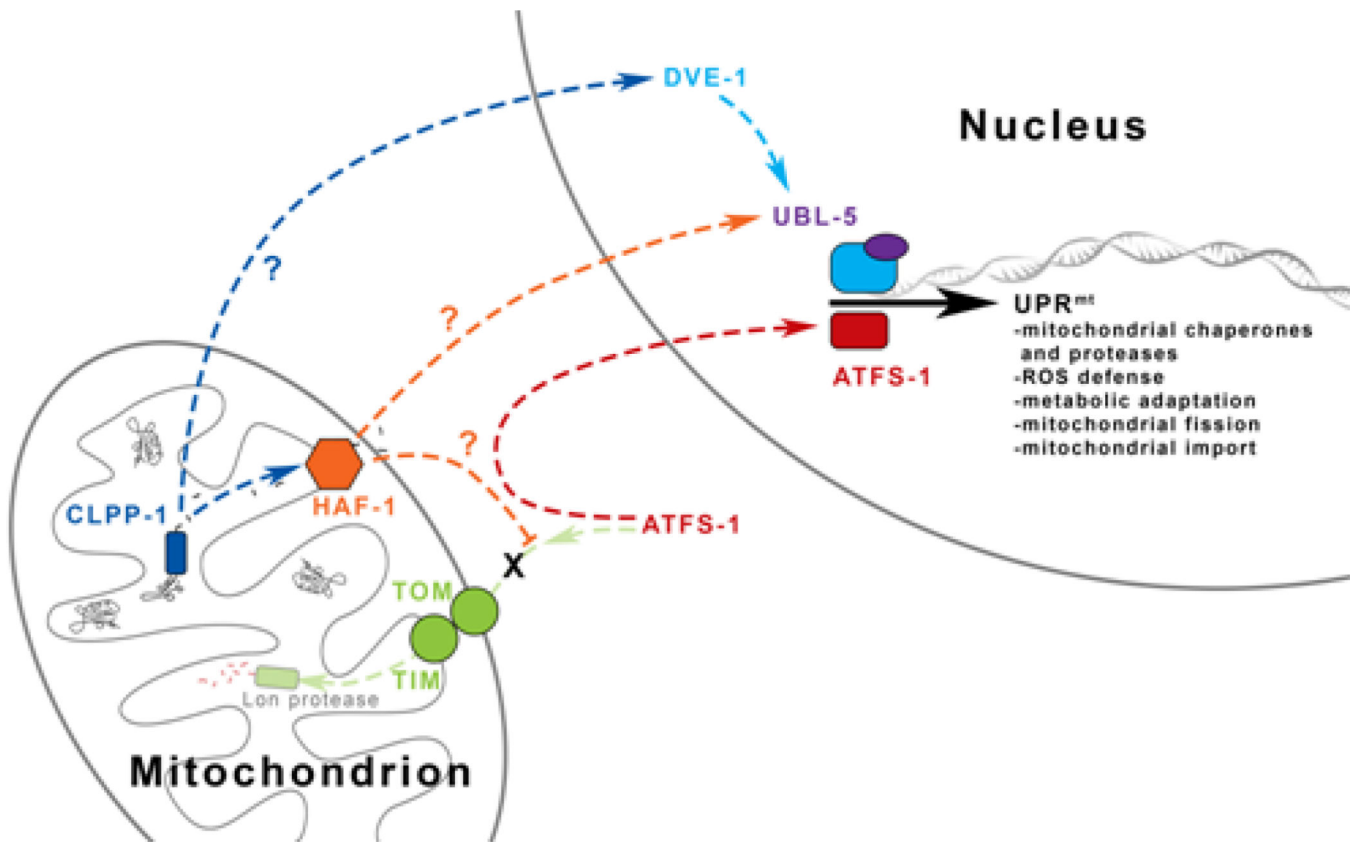 DVE-1
Nucleus
UBL-5
?
?
UPRᵐᵗ
-mitochondrial chaperones
and proteases
-ROS defense
-metabolic adaptation
-mitochondrial fission
-mitochondrial import
ATFS-1
?
CLPP-1
HAF-1
ATFS-1
X
TOM
TIM
Lon protease
Mitochondrion